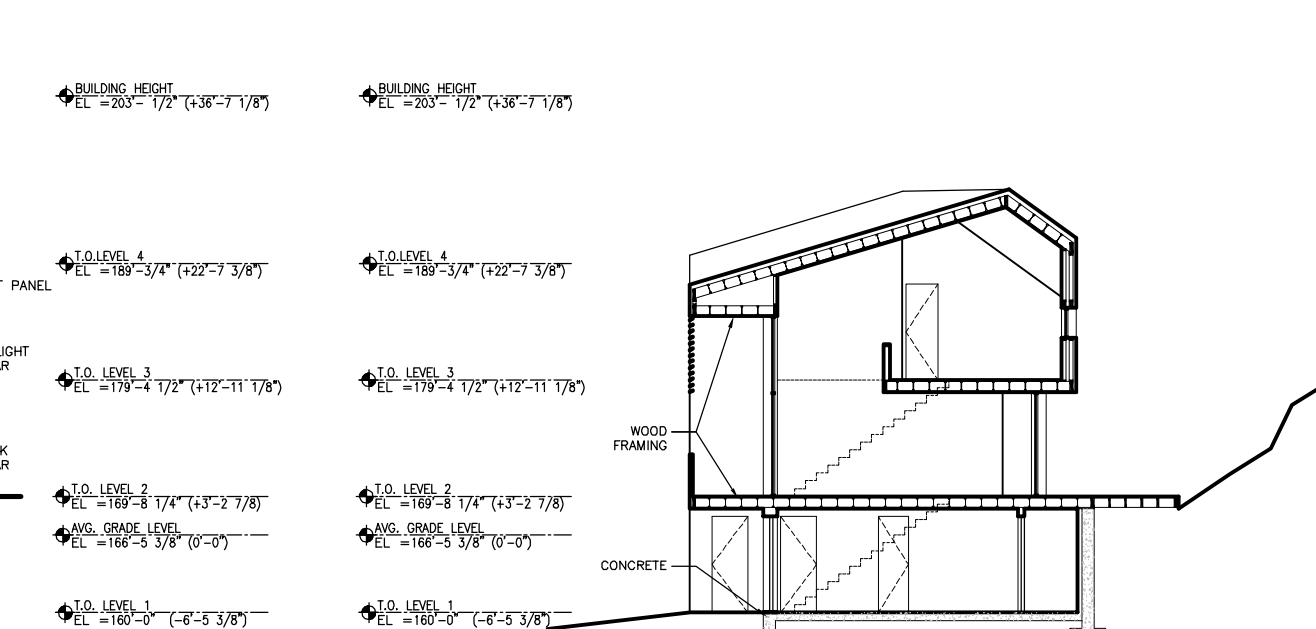 BUILDING HEIGHT
EL =203'- 1/2" (+36'-7 1/8")
BUILDING HEIGHT
EL =203'- 1/2" (+36'-7 1/8")
T.O.LEVEL 4
EL =189'-3/4" (+22'-7 3/8")
T.O.LEVEL 4
EL =189'-3/4" (+22'-7 3/8")
PANEL
T.O. LEVEL 3
EL =179'-4 1/2" (+12'-11 1/8")
T.O. LEVEL 3
EL =179'-4 1/2" (+12'-11 1/8")
WOOD
FRAMING
T.O. LEVEL 2
EL =169'-8 1/4" (+3'-2 7/8)
T.O. LEVEL 2
EL =169'-8 1/4" (+3'-2 7/8)
AVG. GRADE LEVEL
EL =166'-5 3/8" (0'-0")
AVG. GRADE LEVEL
EL =166'-5 3/8" (0'-0")
CONCRETE
T.O. LEVEL 1
EL =160'-0" (-6'-5 3/8")
T.O. LEVEL 1
EL =160'-0" (-6'-5 3/8")